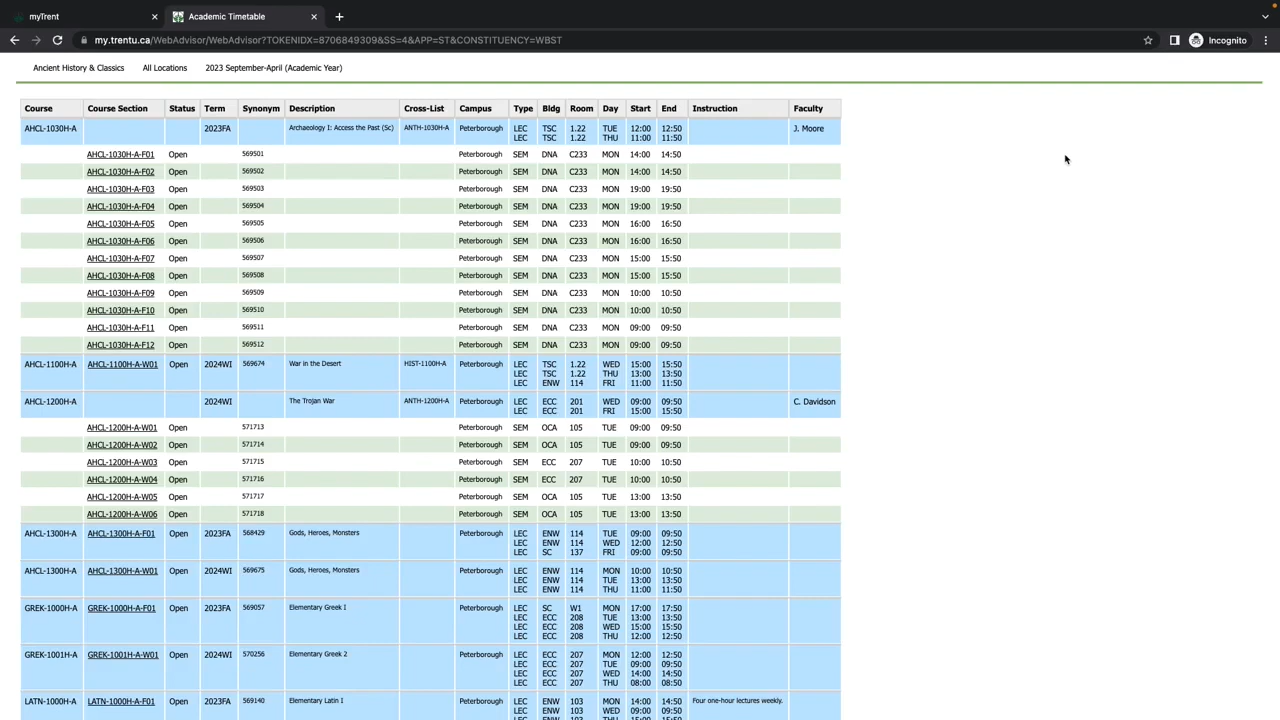 myTrent
Academic Timetable
my.trentu.ca/WebAdvisor/WebAdvisor?TOKENIDX=8706849309&SS=4&APP=ST&CONSTITUENCY=WBST
Incognito
Ancient History & Classics All Locations 2023 September-April (Academic Year)
Course Course Section Status Term Synonym Description Cross-List Campus Type Bldg Room Day Start End Instruction Faculty
AHCL-1030H-A 2023FA Archaeology I: Access the Past (Sc) ANTH-1030H-A Peterborough LEC TSC 1.22 TUE 12:00 12:50 J. Moore
LEC TSC 1.22 THU 11:00 11:50
AHCL-1030H-A-F01 Open 569501 Peterborough SEM DNA C233 MON 14:00 14:50
AHCL-1030H-A-F02 Open 569502 Peterborough SEM DNA C233 MON 14:00 14:50
AHCL-1030H-A-F03 Open 569503 Peterborough SEM DNA C233 MON 19:00 19:50
AHCL-1030H-A-F04 Open 569504 Peterborough SEM DNA C233 MON 19:00 19:50
AHCL-1030H-A-F05 Open 569505 Peterborough SEM DNA C233 MON 16:00 16:50
AHCL-1030H-A-F06 Open 569506 Peterborough SEM DNA C233 MON 16:00 16:50
AHCL-1030H-A-F07 Open 569507 Peterborough SEM DNA C233 MON 15:00 15:50
AHCL-1030H-A-F08 Open 569508 Peterborough SEM DNA C233 MON 15:00 15:50
AHCL-1030H-A-F09 Open 569509 Peterborough SEM DNA C233 MON 10:00 10:50
AHCL-1030H-A-F10 Open 569510 Peterborough SEM DNA C233 MON 10:00 10:50
AHCL-1030H-A-F11 Open 569511 Peterborough SEM DNA C233 MON 09:00 09:50
AHCL-1030H-A-F12 Open 569512 Peterborough SEM DNA C233 MON 09:00 09:50
AHCL-1100H-A AHCL-1100H-A-W01 Open 2024WI 569674 War in the Desert HIST-1100H-A Peterborough LEC TSC 1.22 WED 15:00 15:50
LEC TSC 1.22 THU 13:00 13:50
LEC ENW 114 FRI 11:00 11:50
AHCL-1200H-A 2024WI The Trojan War ANTH-1200H-A Peterborough LEC ECC 201 WED 09:00 09:50 C. Davidson
LEC ECC 201 FRI 15:00 15:50
AHCL-1200H-A-W01 Open 571713 Peterborough SEM OCA 105 TUE 09:00 09:50
AHCL-1200H-A-W02 Open 571714 Peterborough SEM OCA 105 TUE 09:00 09:50
AHCL-1200H-A-W03 Open 571715 Peterborough SEM ECC 207 TUE 10:00 10:50
AHCL-1200H-A-W04 Open 571716 Peterborough SEM ECC 207 TUE 10:00 10:50
AHCL-1200H-A-W05 Open 571717 Peterborough SEM OCA 105 TUE 13:00 13:50
AHCL-1200H-A-W06 Open 571718 Peterborough SEM OCA 105 TUE 13:00 13:50
AHCL-1300H-A AHCL-1300H-A-F01 Open 2023FA 568429 Gods, Heroes, Monsters Peterborough LEC ENW 114 TUE 09:00 09:50
LEC ENW 114 WED 12:00 12:50
LEC SC 137 FRI 09:00 09:50
AHCL-1300H-A AHCL-1300H-A-W01 Open 2024WI 569675 Gods, Heroes, Monsters Peterborough LEC ENW 114 MON 10:00 10:50
LEC ENW 114 TUE 13:00 13:50
LEC ENW 114 THU 11:00 11:50
GREK-1000H-A GREK-1000H-A-F01 Open 2023FA 569057 Elementary Greek I Peterborough LEC SC W1 MON 17:00 17:50
LEC ECC 208 TUE 13:00 13:50
LEC ECC 208 WED 15:00 15:50
LEC ECC 208 THU 12:00 12:50
GREK-1001H-A GREK-1001H-A-W01 Open 2024WI 570256 Elementary Greek 2 Peterborough LEC ECC 207 MON 12:00 12:50
LEC ECC 207 TUE 09:00 09:50
LEC ECC 207 WED 14:00 14:50
LEC ECC 207 THU 08:00 08:50
LATN-1000H-A LATN-1000H-A-F01 Open 2023FA 569140 Elementary Latin I Peterborough LEC ENW 103 MON 14:00 14:50 Four one-hour lectures weekly.
LEC ENW 103 WED 09:00 09:50